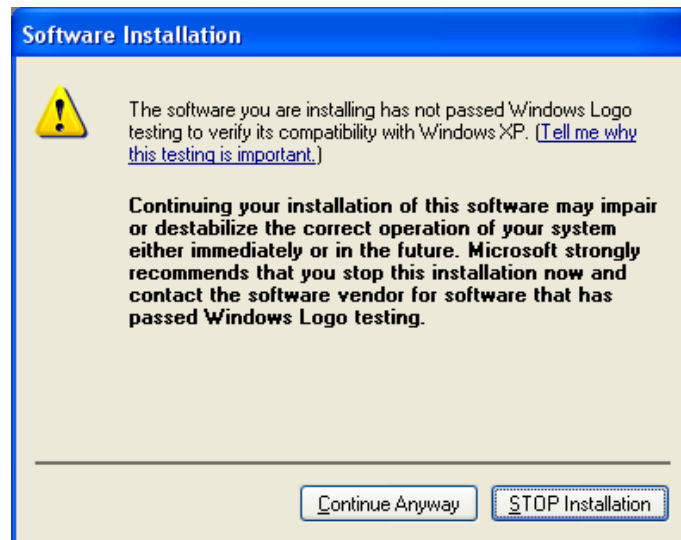 Software Installation
The software you are installing has not passed Windows Logo
testing to verify its compatibility with Windows XP. (Tell me why
this testing is important.)
Continuing your installation of this software may impair
or destabilize the correct operation of your system
either immediately or in the future. Microsoft strongly
recommends that you stop this installation now and
contact the software vendor for software that has
passed Windows Logo testing.
Continue Anyway
STOP Installation